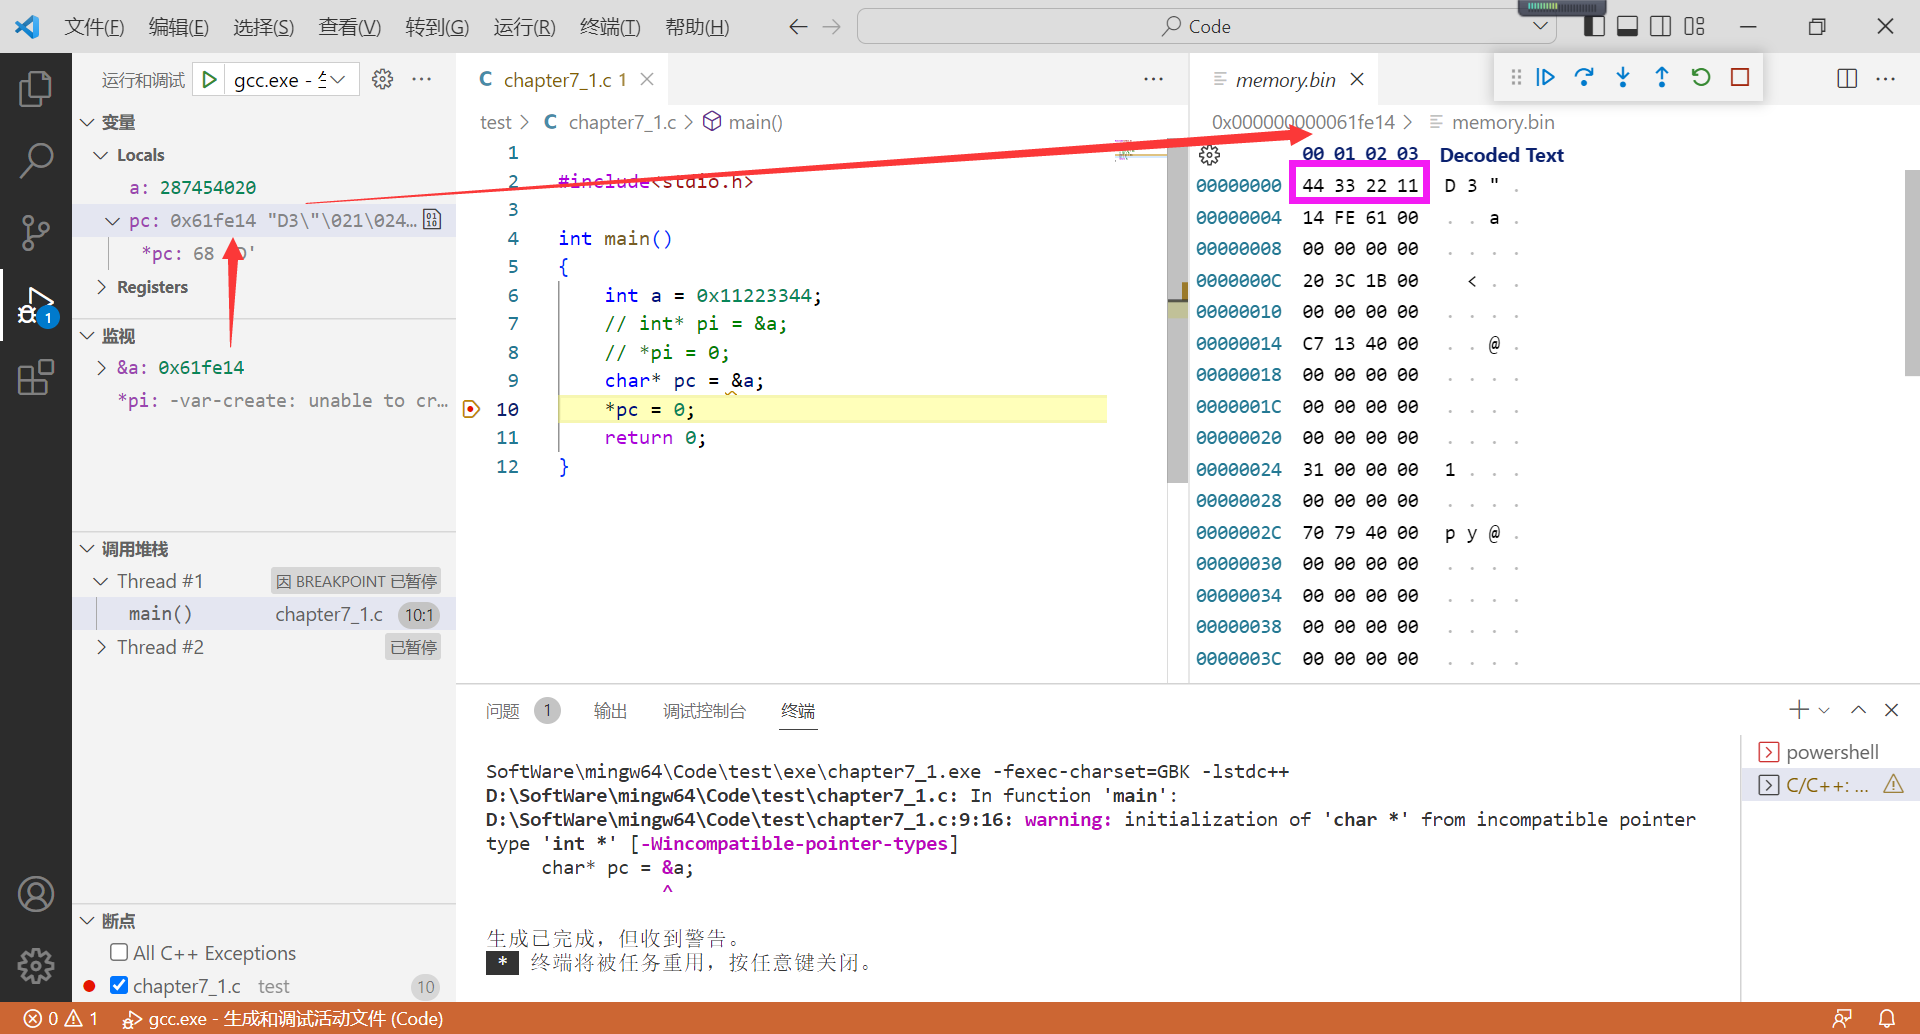 文件(F) 编辑(E) 选择(S) 查看(V) 转到(G) 运行(R) 终端(T) 帮助(H) Code
运行和调试 gcc.exe - 生
变量
Locals
a: 287454020
pc: 0x61fe14 "D3\"\021\024...
*pc: 68 D'
Registers
监视
&a: 0x61fe14
*pi: -var-create: unable to cr...
调用堆栈
Thread #1 因 BREAKPOINT 已暂停
main() chapter7_1.c 10:1
Thread #2 已暂停
断点
All C++ Exceptions
chapter7_1.c test 10
1
C chapter7_1.c 1
test > C chapter7_1.c > main()
1
2 #include<stdio.h>
3
4 int main()
5 {
6 int a = 0x11223344;
7 // int* pi = &a;
8 // *pi = 0;
9 char* pc = &a;
10 *pc = 0;
11 return 0;
12 }
memory.bin
0x000000000061fe14 > memory.bin
00 01 02 03 Decoded Text
00000000 44 33 22 11 D 3 " .
00000004 14 FE 61 00 . . a .
00000008 00 00 00 00 . . . .
0000000C 20 3C 1B 00 < . .
00000010 00 00 00 00 . . . .
00000014 C7 13 40 00 . . @ .
00000018 00 00 00 00 . . . .
0000001C 00 00 00 00 . . . .
00000020 00 00 00 00 . . . .
00000024 31 00 00 00 1 . . .
00000028 00 00 00 00 . . . .
0000002C 70 79 40 00 p y @ .
00000030 00 00 00 00 . . . .
00000034 00 00 00 00 . . . .
00000038 00 00 00 00 . . . .
0000003C 00 00 00 00 . . . .
问题 1 输出 调试控制台 终端
SoftWare\mingw64\Code\test\exe\chapter7_1.exe -fexec-charset=GBK -lstdc++
D:\SoftWare\mingw64\Code\test\chapter7_1.c: In function 'main':
D:\SoftWare\mingw64\Code\test\chapter7_1.c:9:16: warning: initialization of 'char *' from incompatible pointer
type 'int *' [-Wincompatible-pointer-types]
char* pc = &a;
^
生成已完成，但收到警告。
* 终端将被任务重用，按任意键关闭。
powershell
C/C++: ...
0 1 gcc.exe - 生成和调试活动文件 (Code)